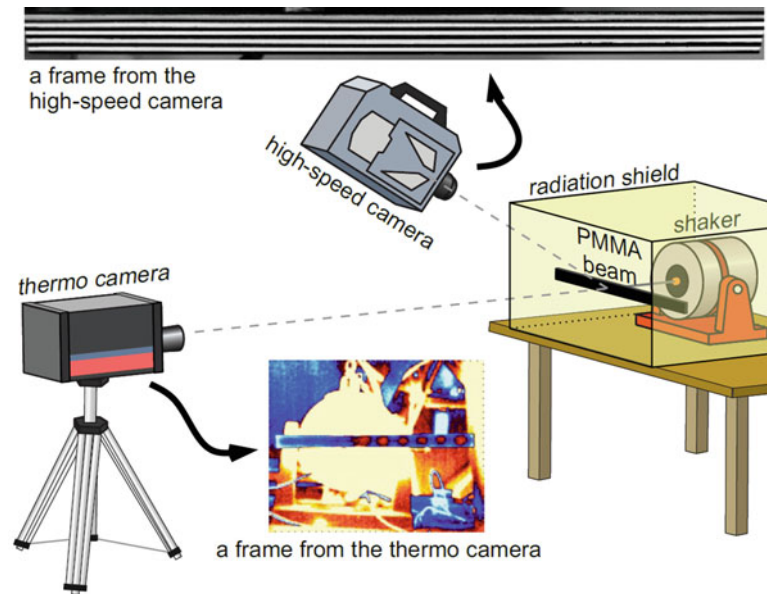 a frame from the
high-speed camera
high-speed camera
radiation shield
shaker
PMMA
beam
thermo camera
a frame from the thermo camera